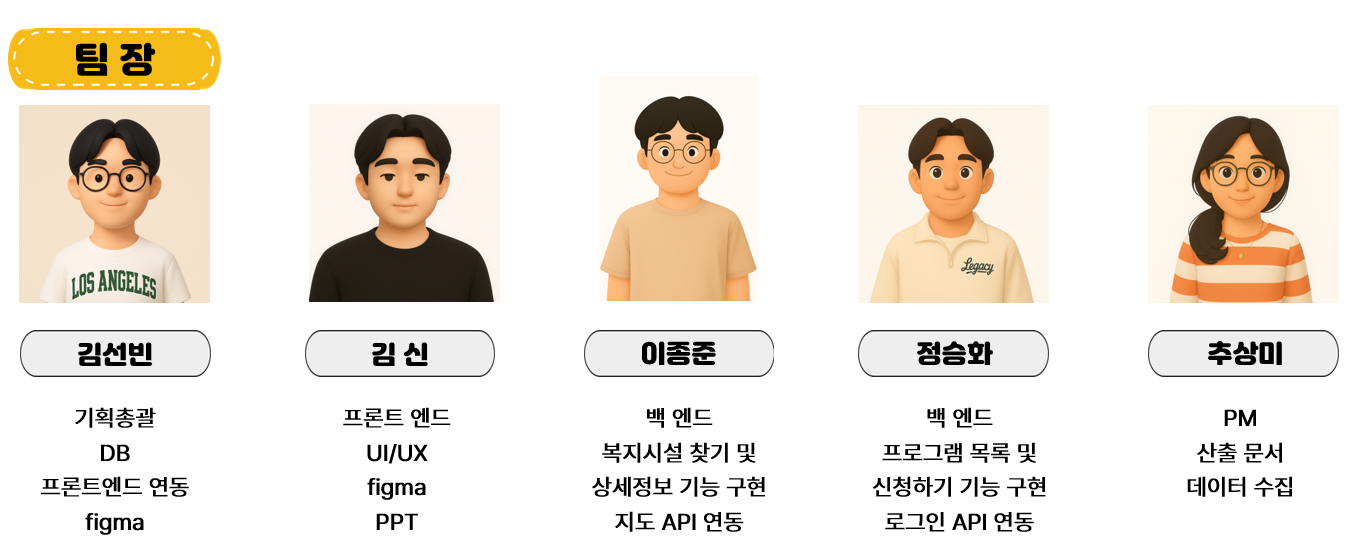 팀 장
LOS ANGELES
Legacy
김선빈
김 신
이종준
정승화
추상미
기획총괄
DB
프론트엔드 연동
figma
프론트 엔드
UI/UX
figma
PPT
백 엔드
복지시설 찾기 및
상세정보 기능 구현
지도 API 연동
백 엔드
프로그램 목록 및
신청하기 기능 구현
로그인 API 연동
PM
산출 문서
데이터 수집